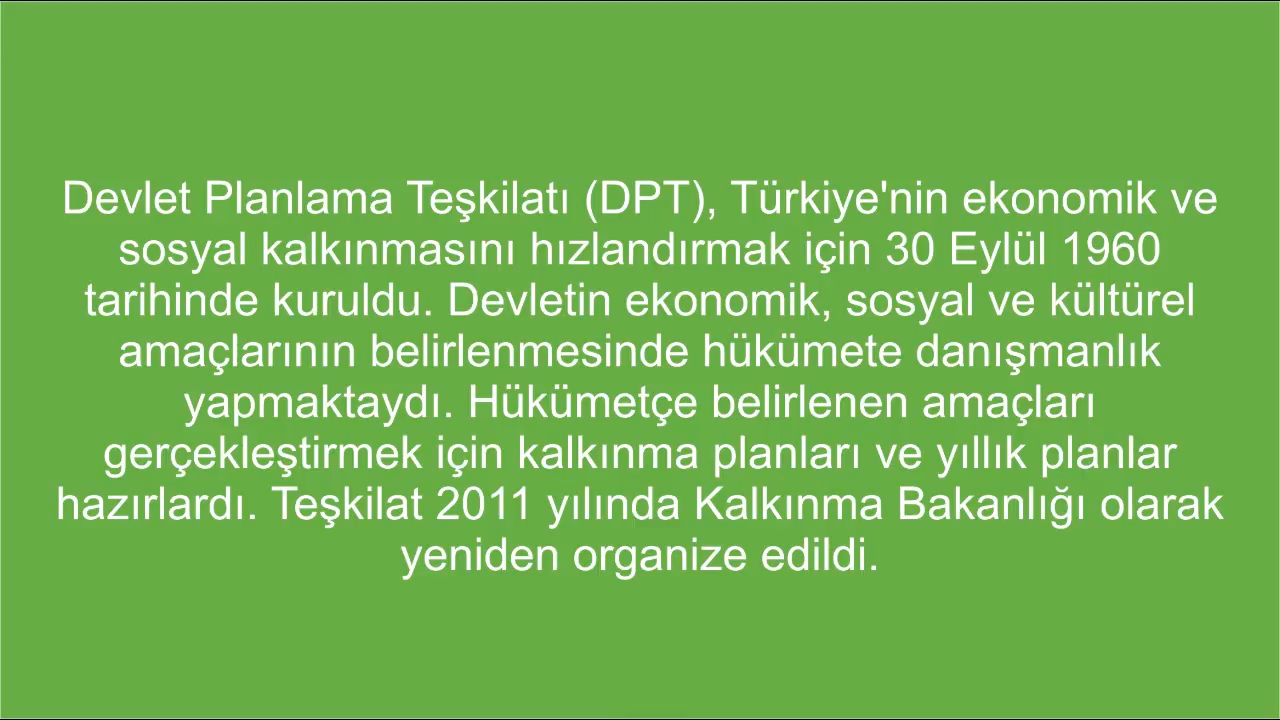 Devlet Planlama Teşkilatı (DPT), Türkiye'nin ekonomik ve
sosyal kalkınmasını hızlandırmak için 30 Eylül 1960
tarihinde kuruldu. Devletin ekonomik, sosyal ve kültürel
amaçlarının belirlenmesinde hükümete danışmanlık
yapmaktaydı. Hükümetçe belirlenen amaçları
gerçekleştirmek için kalkınma planları ve yıllık planlar
hazırlardı. Teşkilat 2011 yılında Kalkınma Bakanlığı olarak
yeniden organize edildi.